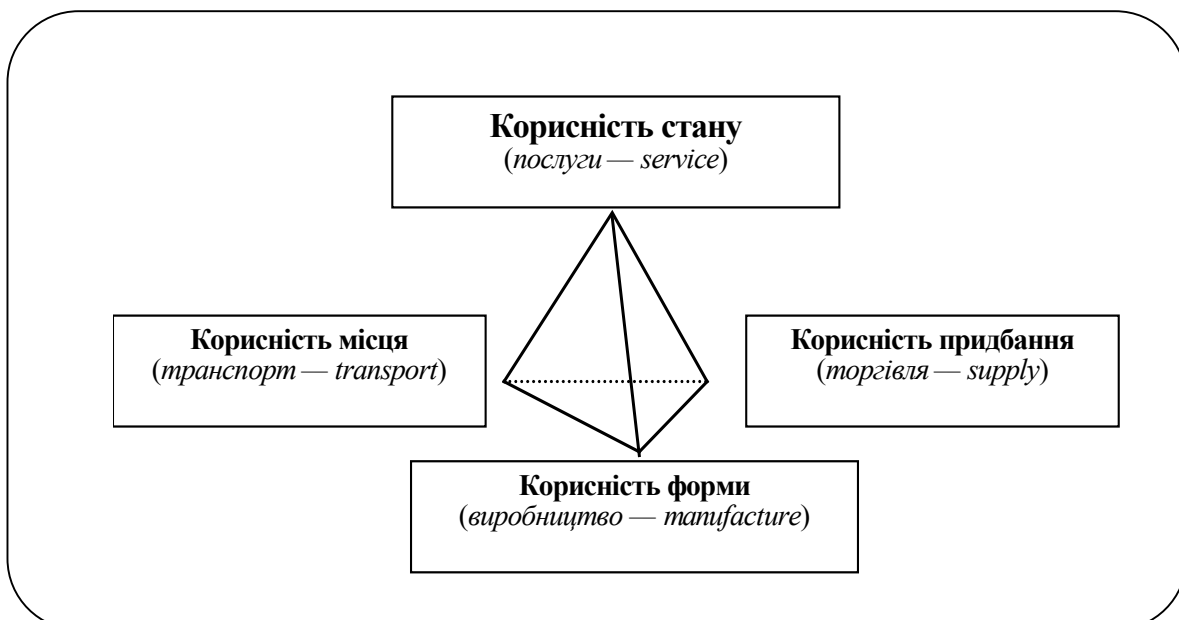 Корисність стану
(послуги — service)
Корисність місця
(транспорт — transport)
Корисність придбання
(торгівля — supply)
Корисність форми
(виробництво — manufacture)